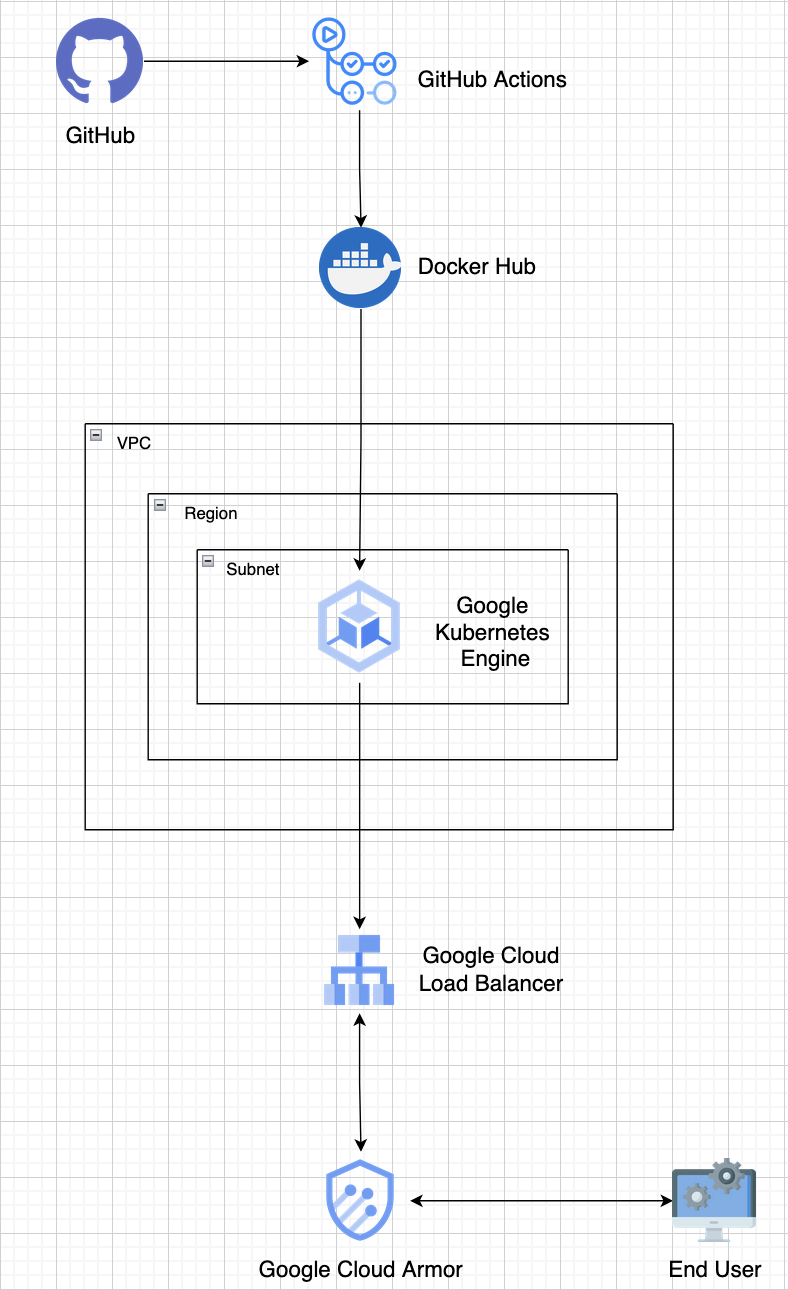 GitHub
GitHub Actions
Docker Hub
VPC
Region
Subnet
Google
Kubernetes
Engine
Google Cloud
Load Balancer
Google Cloud Armor
End User